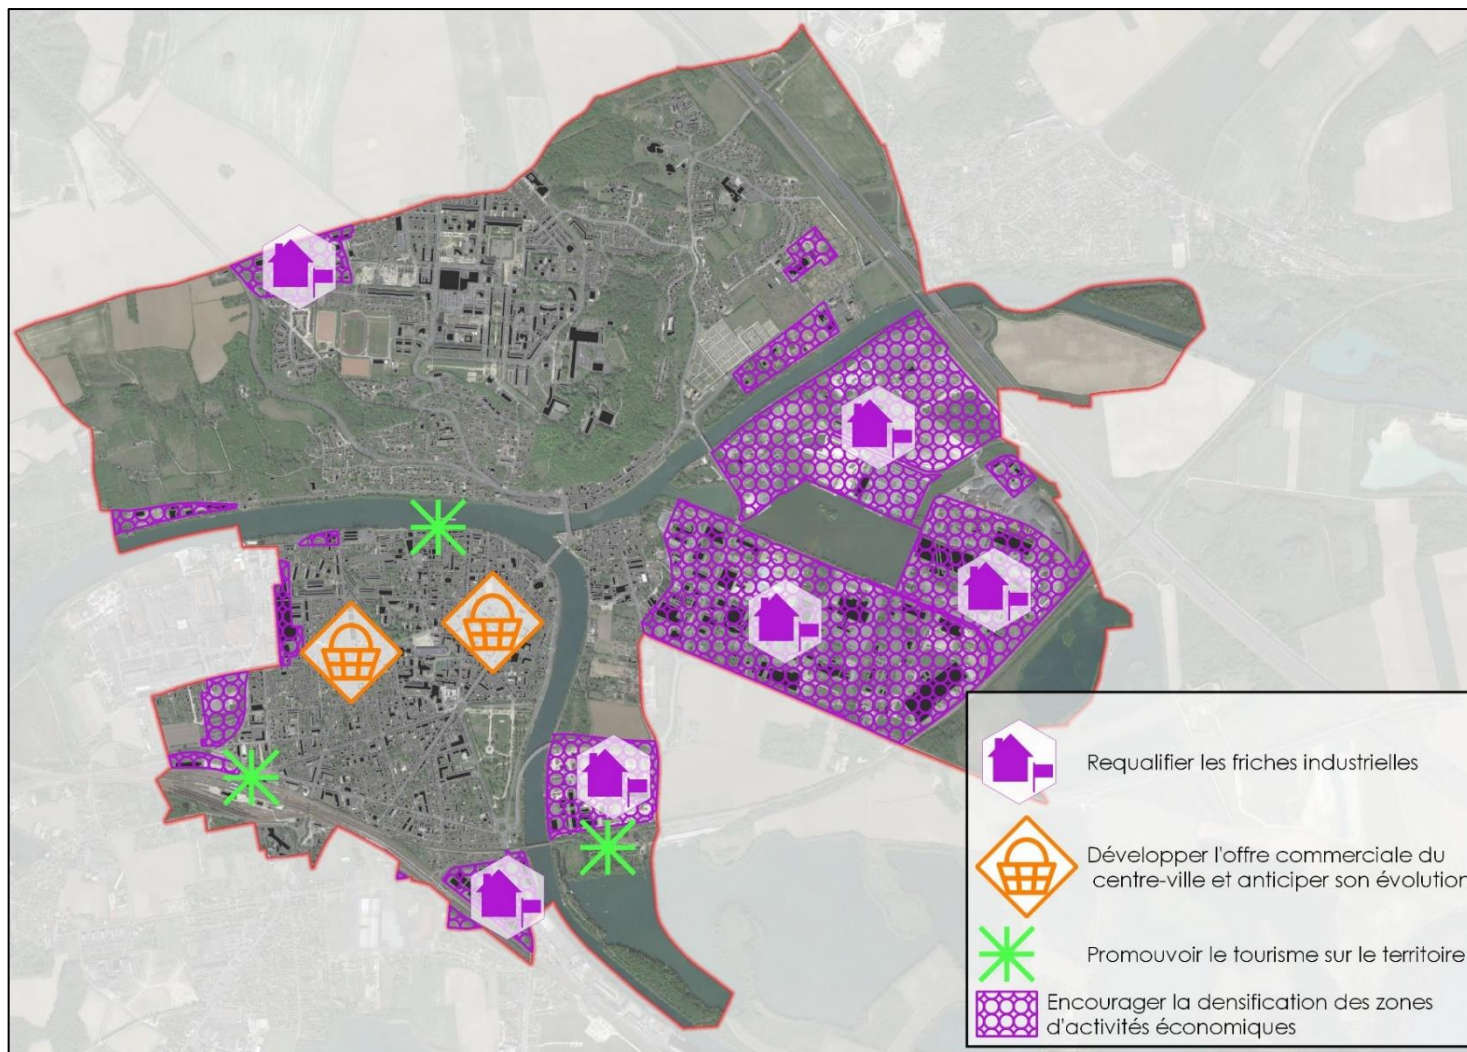 Requalifier les friches industrielles
Développer l'offre commerciale du
centre-ville et anticiper son évolution
Promouvoir le tourisme sur le territoire
Encourager la densification des zones
d'activités économiques